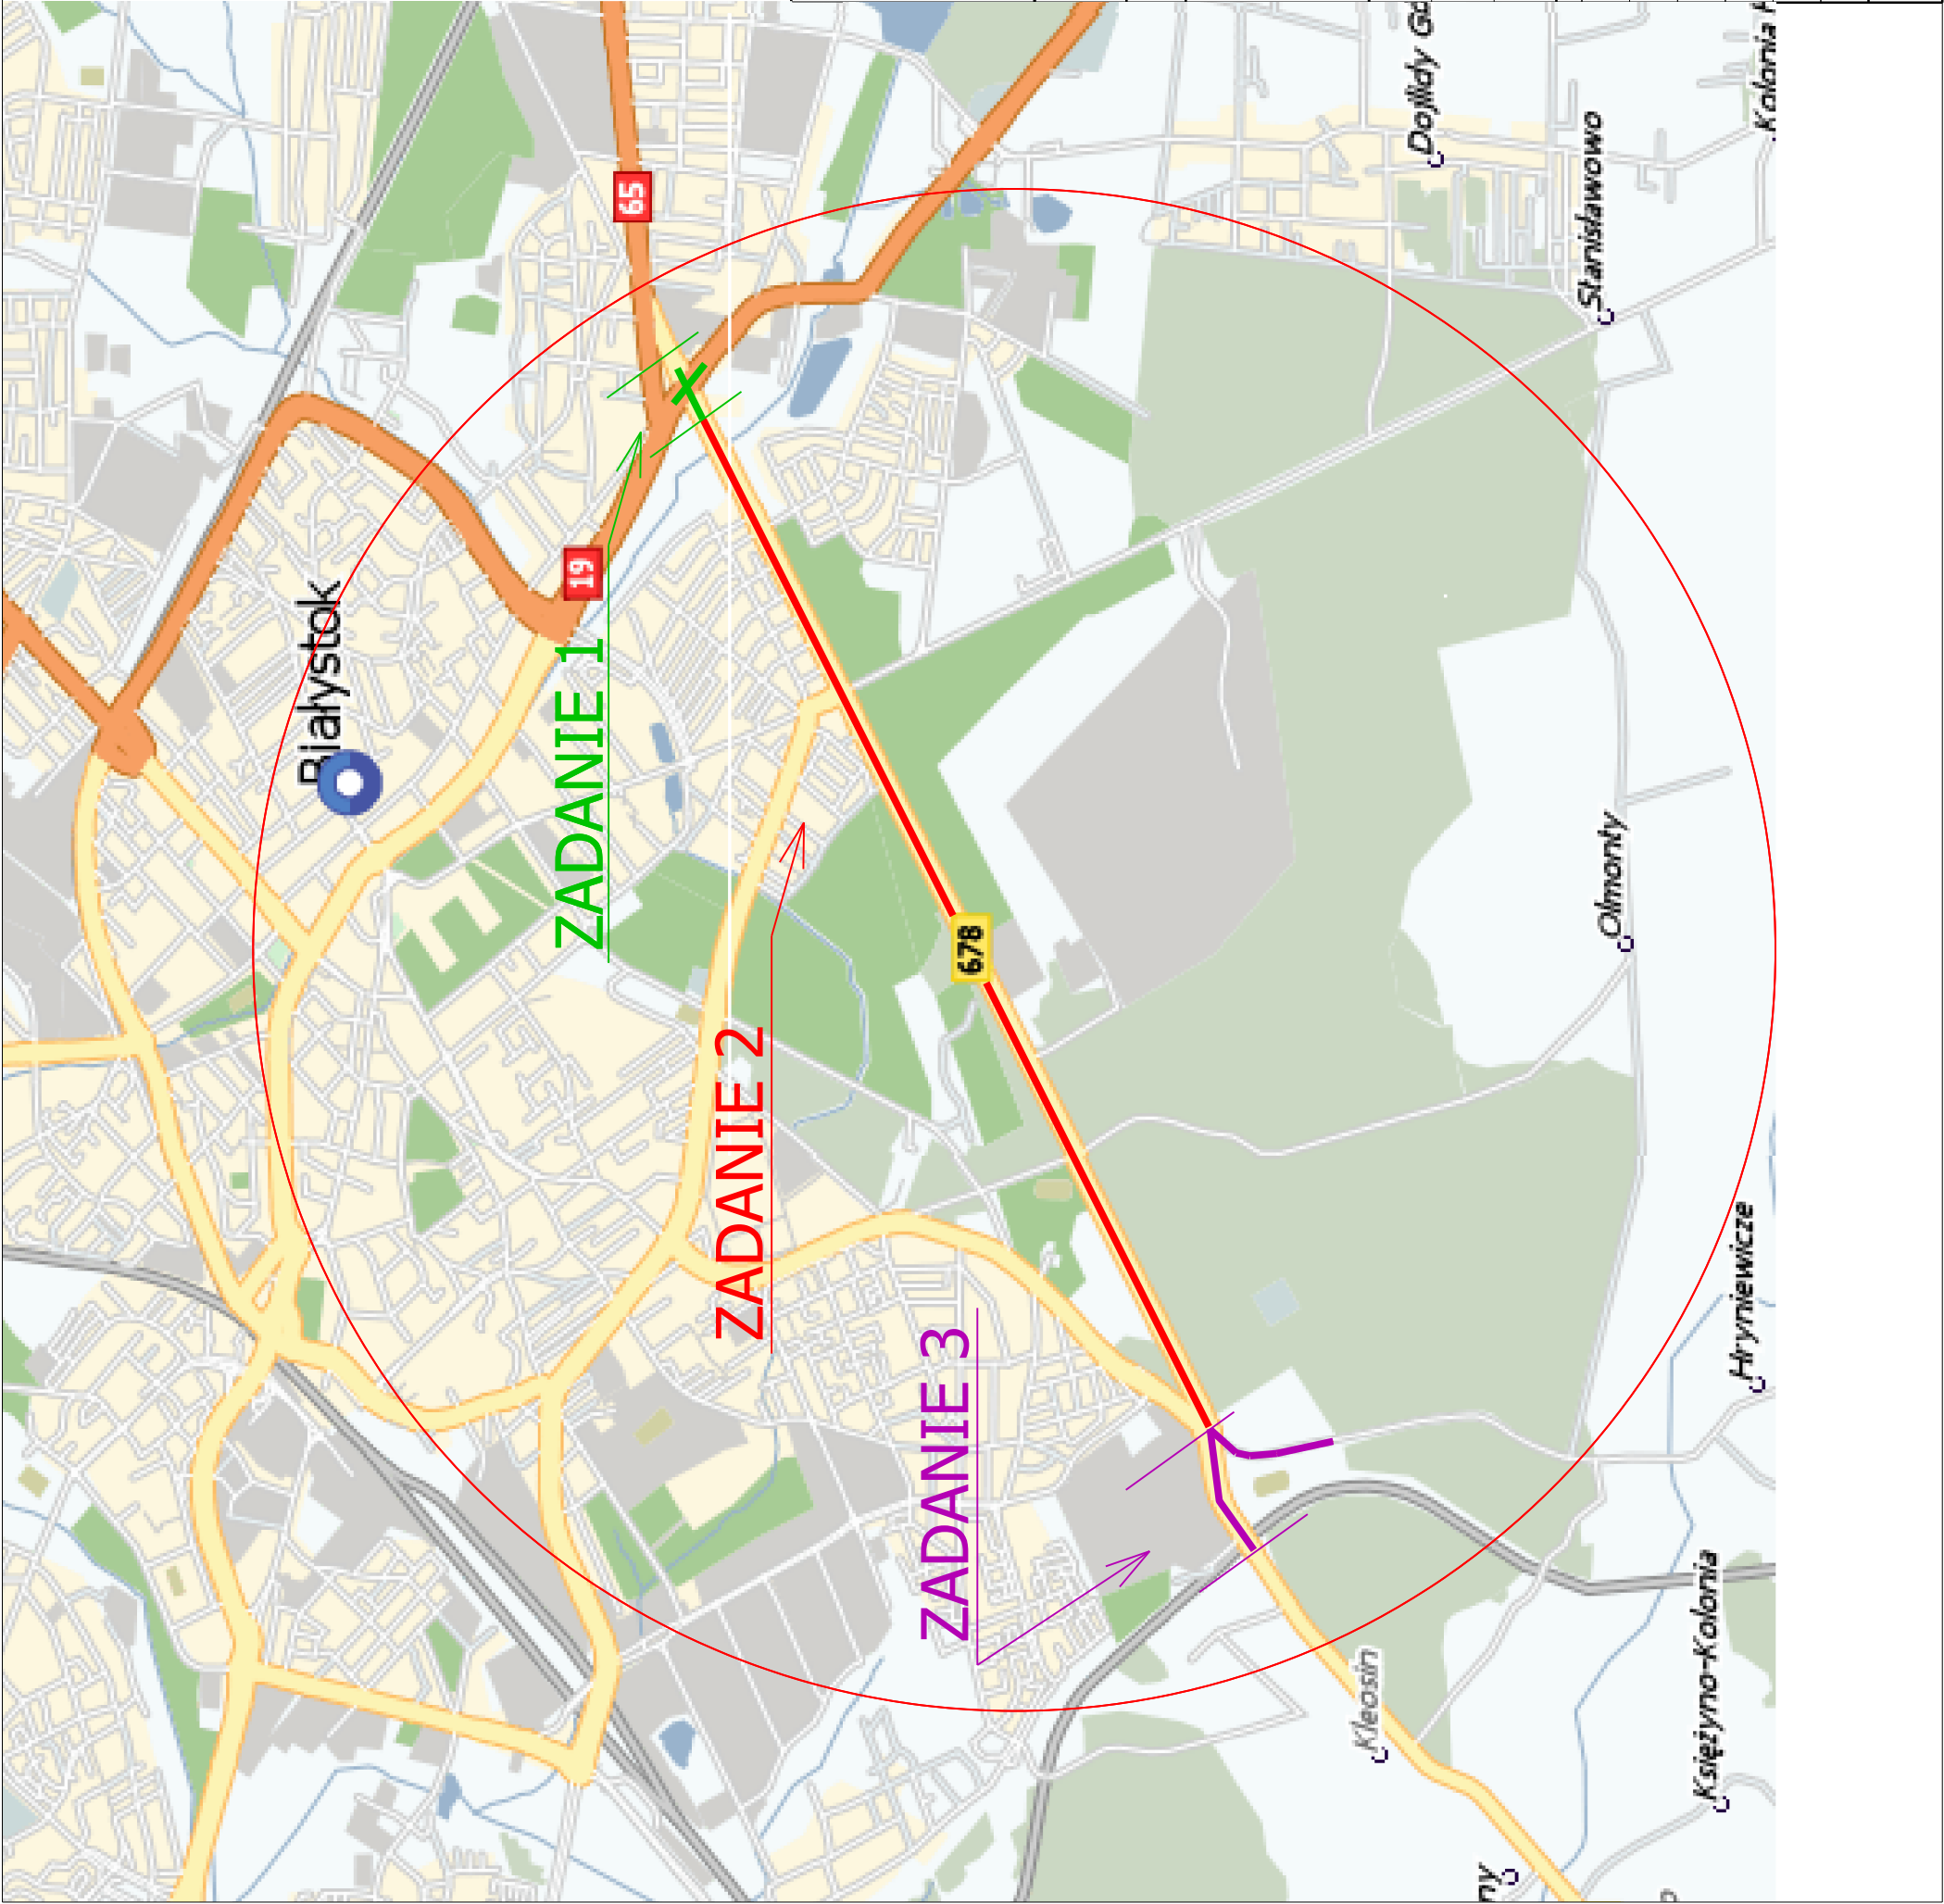 Białystok
ZADANIE 1
ZADANIE 2
ZADANIE 3
65
19
678
Dojlidy Gó
Stanisławowo
Kolonia
Olmonty
Hryniewicze
Księżyno-Kolonia
Kleosin
ny